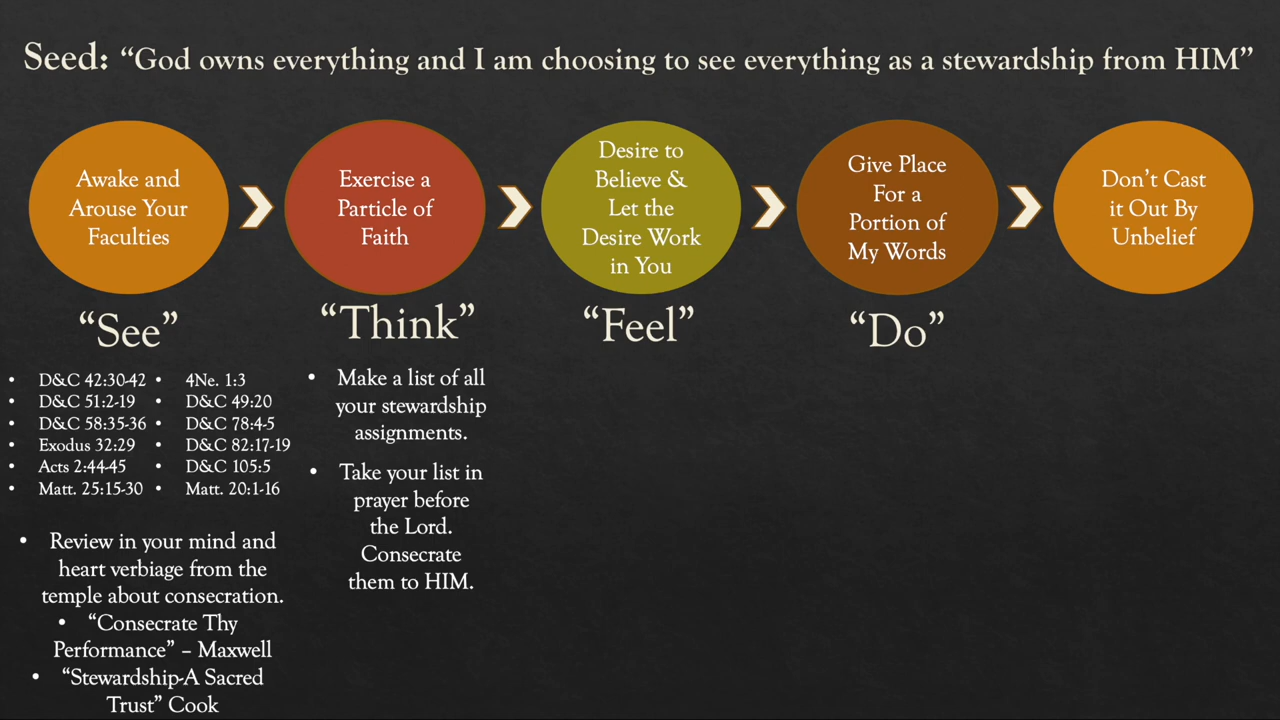 Seed: “God owns everything and I am choosing to see everything as a stewardship from HIM”
Awake and
Arouse Your
Faculties
Exercise a
Particle of
Faith
Desire to
Believe &
Let the
Desire Work
in You
Give Place
For a
Portion of
My Words
Don’t Cast
it Out By
Unbelief
“See”
“Think”
“Feel”
“Do”
• D&C 42:30-42
• D&C 51:2-19
• D&C 58:35-36
• Exodus 32:29
• Acts 2:44-45
• Matt. 25:15-30
• 4Ne. 1:3
• D&C 49:20
• D&C 78:4-5
• D&C 82:17-19
• D&C 105:5
• Matt. 20:1-16
• Review in your mind and
heart verbiage from the
temple about consecration.
• “Consecrate Thy
Performance” – Maxwell
• “Stewardship-A Sacred
Trust” Cook
• Make a list of all
your stewardship
assignments.
• Take your list in
prayer before
the Lord.
Consecrate
them to HIM.